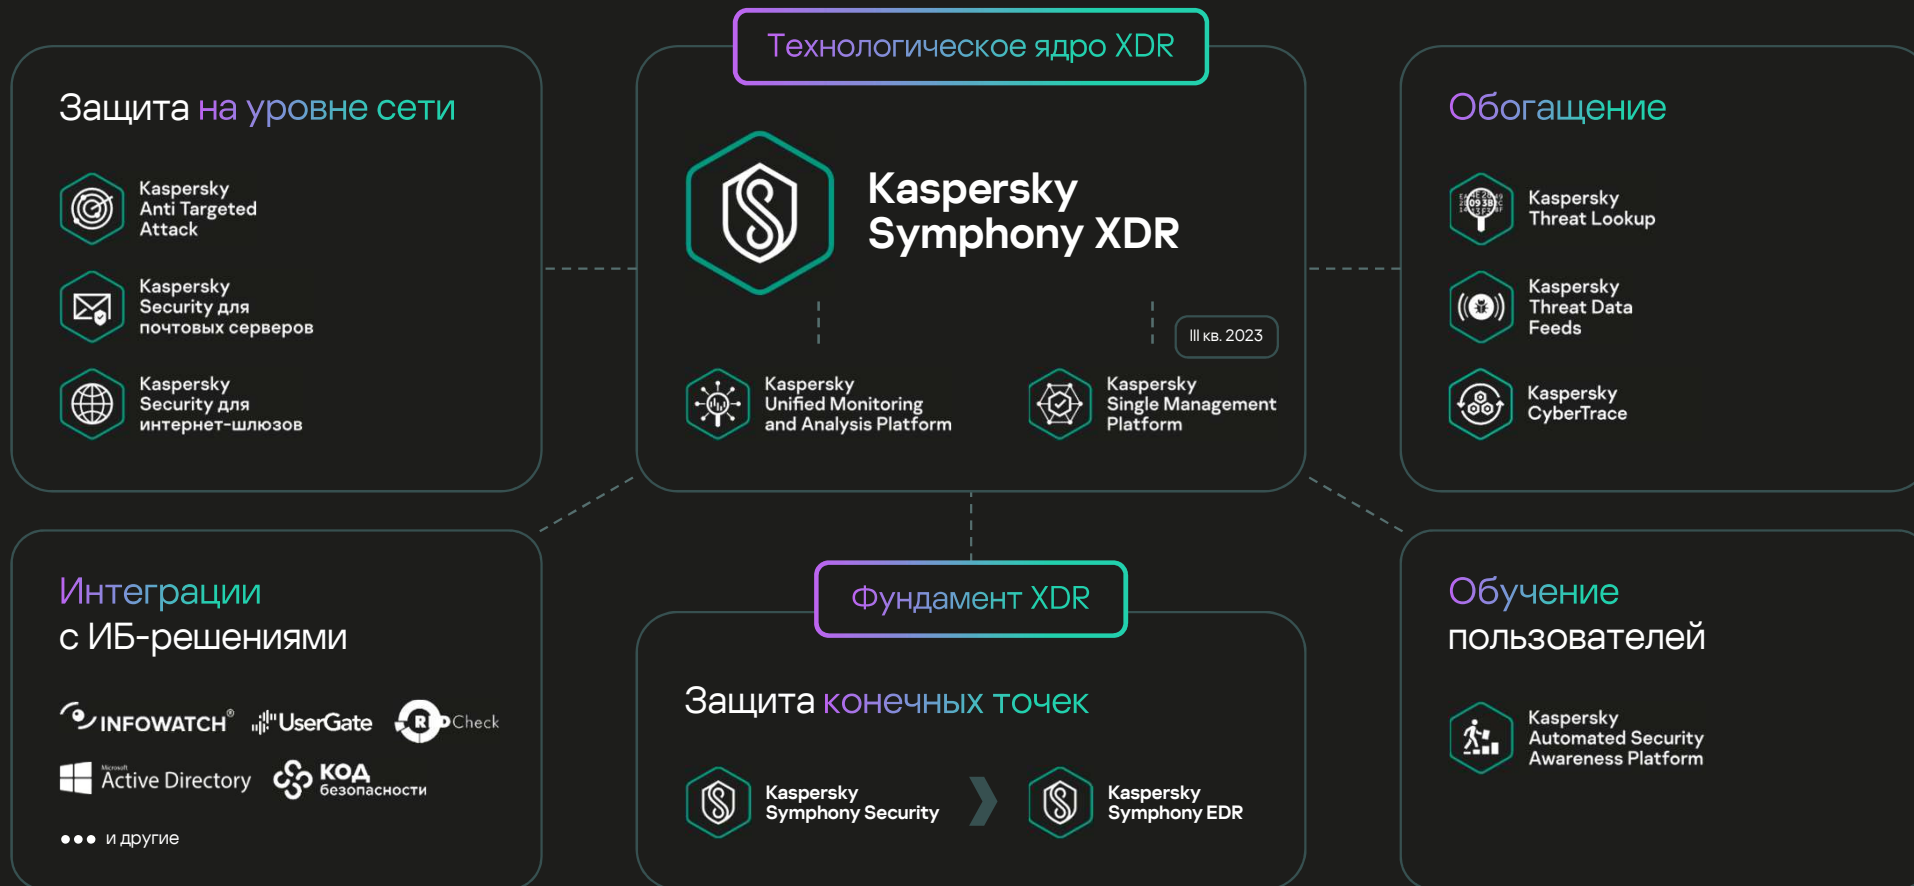 Технологическое ядро XDR
Защита на уровне сети
Kaspersky
Anti Targeted
Attack
Kaspersky
Security для
почтовых серверов
Kaspersky
Security для
интернет-шлюзов
Kaspersky
Symphony XDR
III кв. 2023
Kaspersky
Unified Monitoring
and Analysis Platform
Kaspersky
Single Management
Platform
Обогащение
Kaspersky
Threat Lookup
Kaspersky
Threat Data
Feeds
Kaspersky
CyberTrace
Интеграции
с ИБ-решениями
INFOWATCH®
UserGate
RED Check
Microsoft
Active Directory
КОД
безопасности
и другие
Фундамент XDR
Защита конечных точек
Kaspersky
Symphony Security
Kaspersky
Symphony EDR
Обучение
пользователей
Kaspersky
Automated Security
Awareness Platform